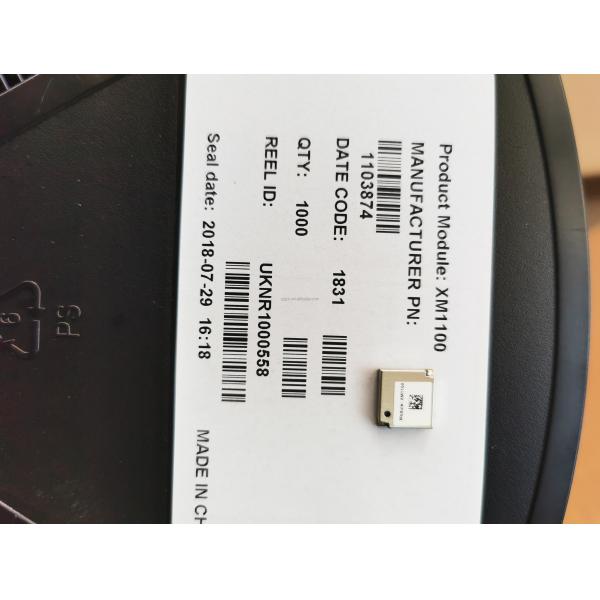 Product Module: XM1100
MANUFACTURER PN:
1103874
DATE CODE: 1831
QTY: 1000
REEL ID:
UKNR1000558
Seal date: 2018-07-29 16:18
MADE IN CH
PS